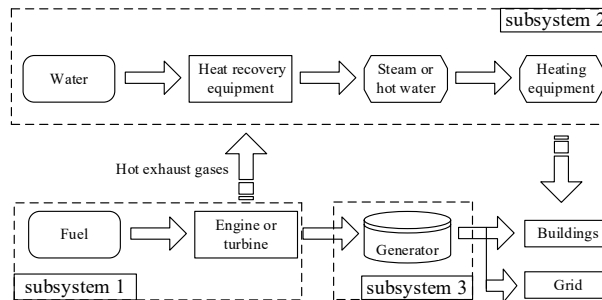 subsystem 2
Water
Heat recovery
equipment
Steam or
hot water
Heating
equipment
Hot exhaust gases
Fuel
Engine or
turbine
Generator
Buildings
Grid
subsystem 1
subsystem 3